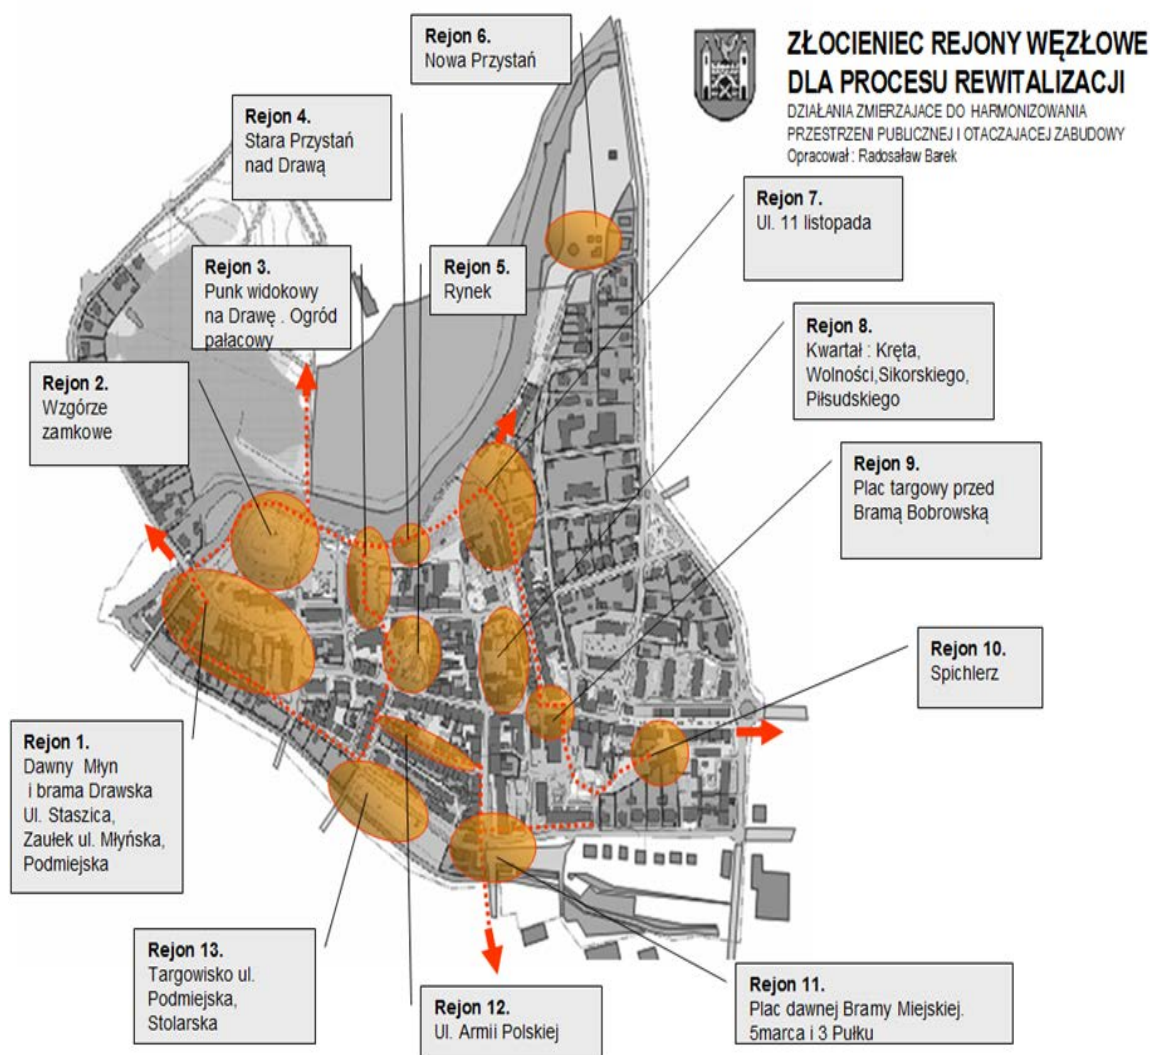 ZŁOCIENIEC REJONY WĘZŁOWE
DLA PROCESU REWITALIZACJI
DZIAŁANIA ZMIERZAJACE DO HARMONIZOWANIA
PRZESTRZENI PUBLICZNEJ I OTACZAJACEJ ZABUDOWY
Opracował : Radosaław Barek
Rejon 6.
Nowa Przystań
Rejon 4.
Stara Przystań
nad Drawą
Rejon 7.
Ul. 11 listopada
Rejon 3.
Punk widokowy
na Drawę . Ogród
pałacowy
Rejon 5.
Rynek
Rejon 8.
Kwartał : Kręta,
Wolności,Sikorskiego,
Piłsudskiego
Rejon 2.
Wzgórze
zamkowe
Rejon 9.
Plac targowy przed
Bramą Bobrowską
Rejon 10.
Spichlerz
Rejon 1.
Dawny Młyn
i brama Drawska
Ul. Staszica,
Zaułek ul. Młyńska,
Podmiejska
Rejon 13.
Targowisko ul.
Podmiejska,
Stolarska
Rejon 12.
Ul. Armii Polskiej
Rejon 11.
Plac dawnej Bramy Miejskiej.
5marca i 3 Pułku